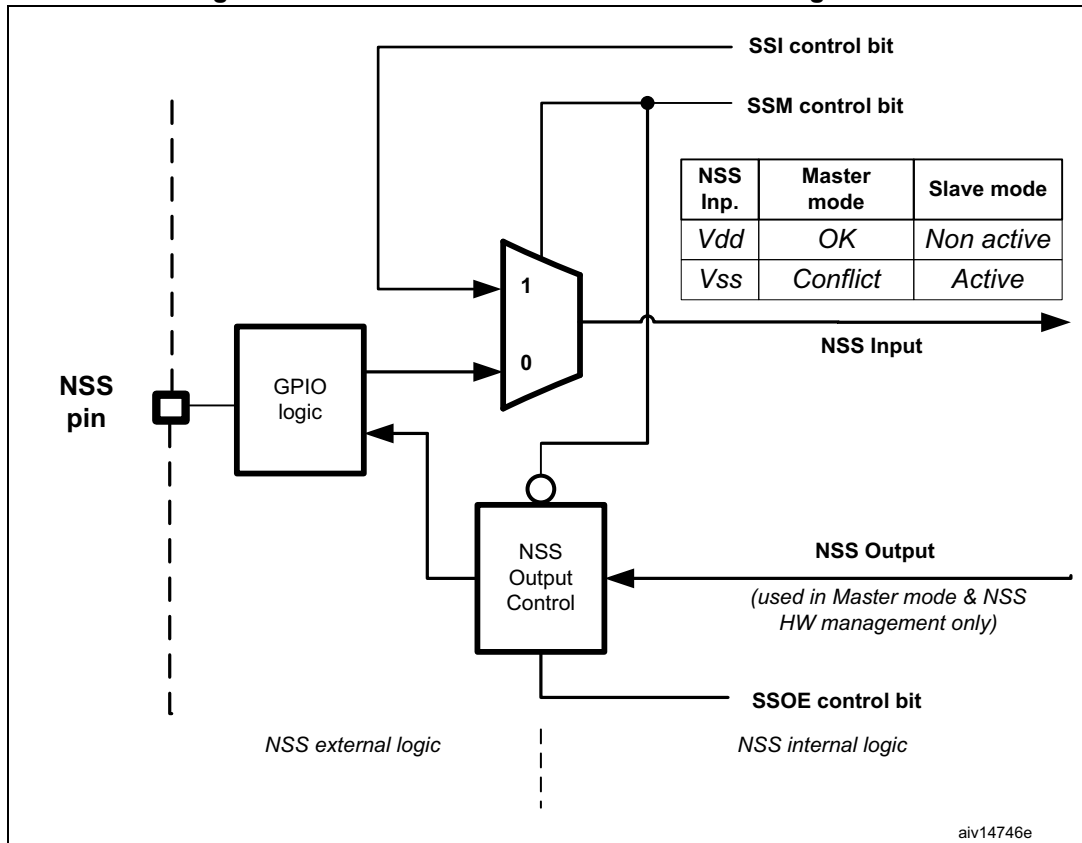 SSI control bit
SSM control bit
NSS Inp. Master mode Slave mode
Vdd OK Non active
Vss Conflict Active
1
0
NSS Input
NSS
pin
GPIO
logic
NSS
Output
Control
NSS Output
(used in Master mode & NSS
HW management only)
SSOE control bit
NSS external logic
NSS internal logic
aiv14746e